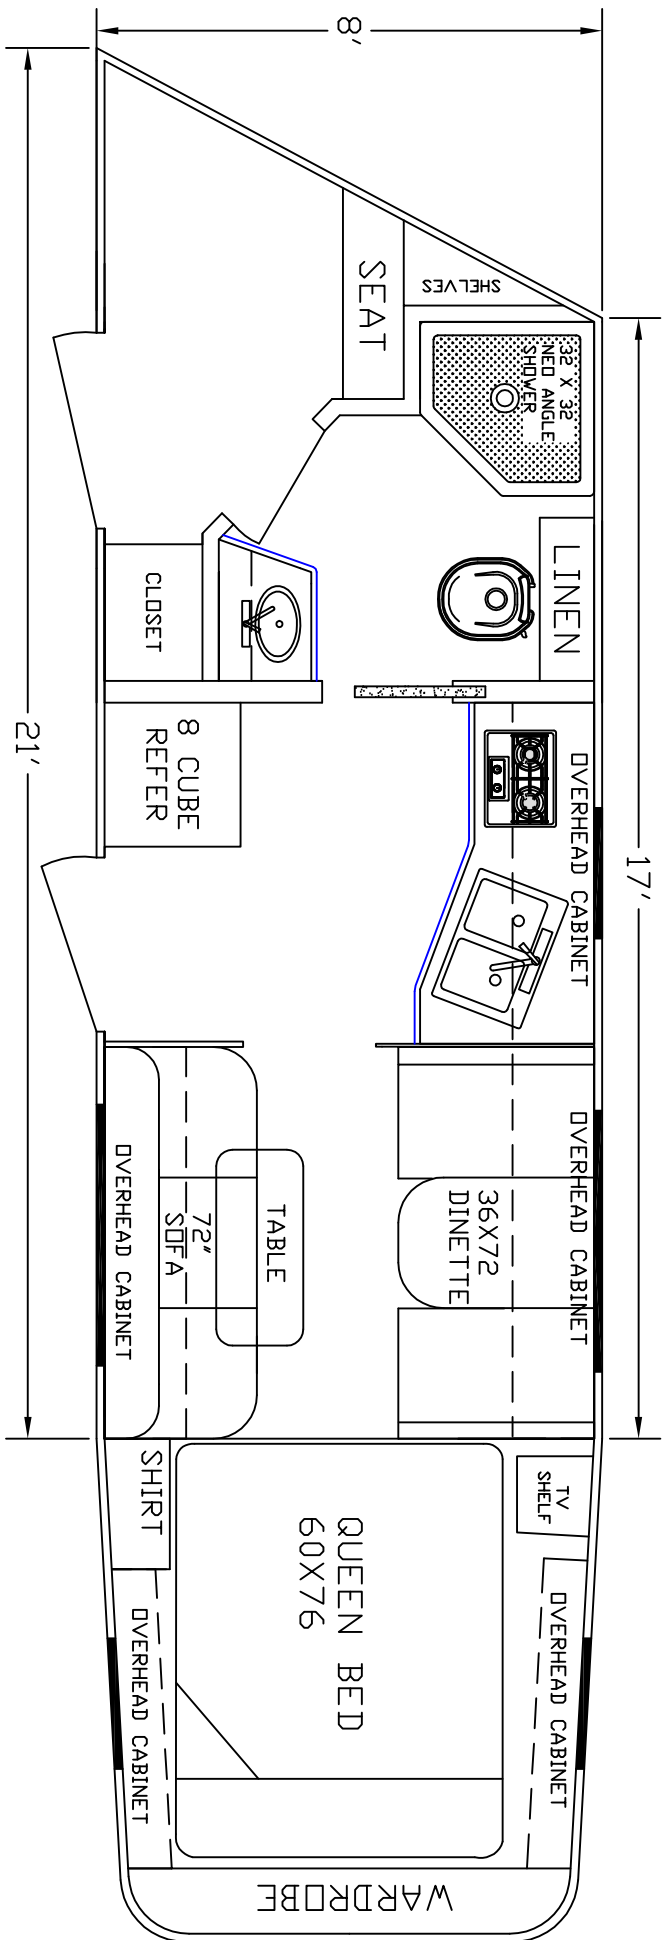 8'
SEAT
SHELVES
32 X 32
NEO ANGLE
SHOWER
LINEN
CLOSET
21'
8 CUBE
REFER
OVERHEAD CABINET
17'
OVERHEAD CABINET
36X72
DINETTE
TABLE
72"
SOFA
OVERHEAD CABINET
SHIRT
TV
SHELF
QUEEN BED
60X76
OVERHEAD CABINET
OVERHEAD CABINET
WARDROBE